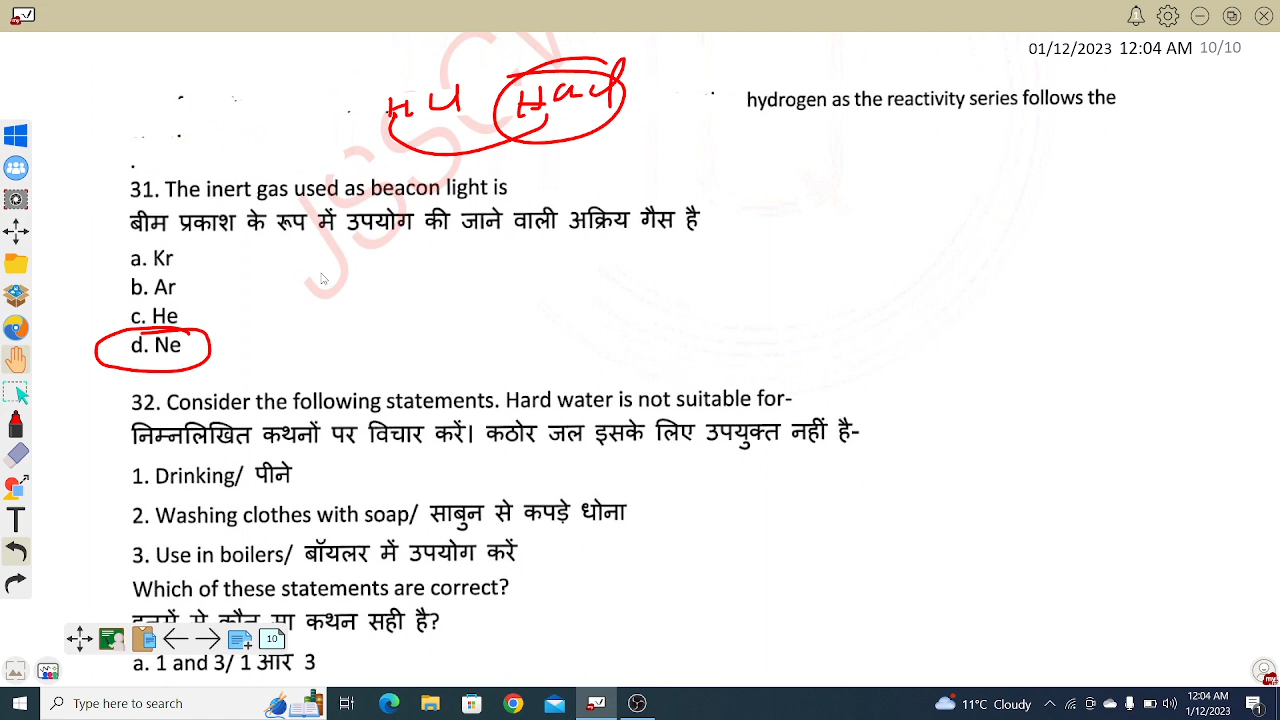 01/12/2023 12:04 AM 10/10
JSSC
hydrogen as the reactivity series follows the
31. The inert gas used as beacon light is
बीम प्रकाश के रूप में उपयोग की जाने वाली अक्रिय गैस है
a. Kr
b. Ar
c. He
d. Ne
32. Consider the following statements. Hard water is not suitable for-
निम्नलिखित कथनों पर विचार करें। कठोर जल इसके लिए उपयुक्त नहीं है-
1. Drinking/ पीने
2. Washing clothes with soap/ साबुन से कपड़े धोना
3. Use in boilers/ बॉयलर में उपयोग करें
Which of these statements are correct?
कथन सही है?
10
a. 1 and 3/ 1 और 3
Type here to search
11°C Cloudy
12:04 AM
1/12/2023